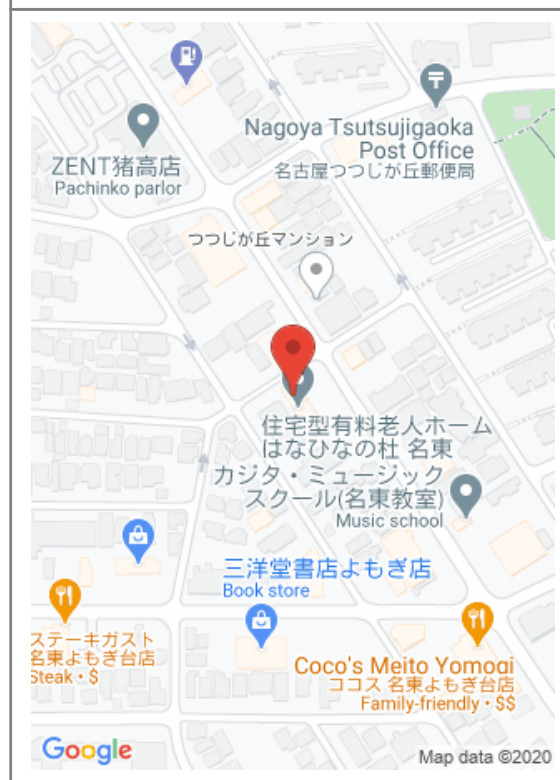 Nagoya Tsutsujigaoka
Post Office
名古屋つつじが丘郵便局
ZENT猪高店
Pachinko parlor
つつじが丘マンション
住宅型有料老人ホーム
はなひなの杜 名東
カジタ・ミュージック
スクール(名東教室)
Music school
三洋堂書店よもぎ店
Book store
ステーキガスト
名東よもぎ台店
Steak • $
Coco's Meito Yomogi
ココス 名東よもぎ台店
Family-friendly • $$
Google
Map data ©2020